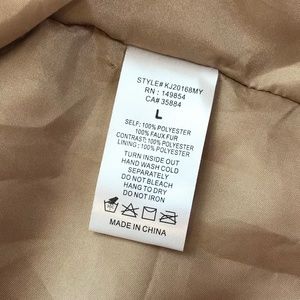 STYLE# KJ20168MY
RN : 149854
CA# 35884
L
SELF: 100% POLYESTER
100% FAUX FUR
CONTRAST: 100% POLYESTER
LINING : 100% POLYESTER
TURN INSIDE OUT
HAND WASH COLD
SEPARATELY
DO NOT BLEACH
HANG TO DRY
DO NOT IRON
MADE IN CHINA